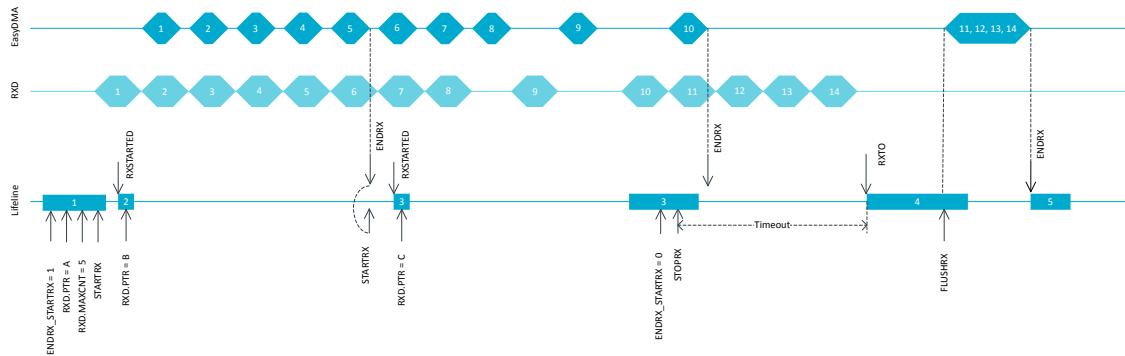 EasyDMA
1 2 3 4 5 6 7 8 9 10 11, 12, 13, 14
RXD
1 2 3 4 5 6 7 8 9 10 11 12 13 14
RXSTARTED
ENDRX
RXSTARTED
ENDRX
RXTO
ENDRX
Lifeline
1 2 3 3 4 5
Timeout
ENDRX_STARTRX = 1
RXD.PTR = A
RXD.MAXCNT = 5
STARTRX
RXD.PTR = B
STARTRX
RXD.PTR = C
ENDRX_STARTRX = 0
STOPRX
FLUSHRX